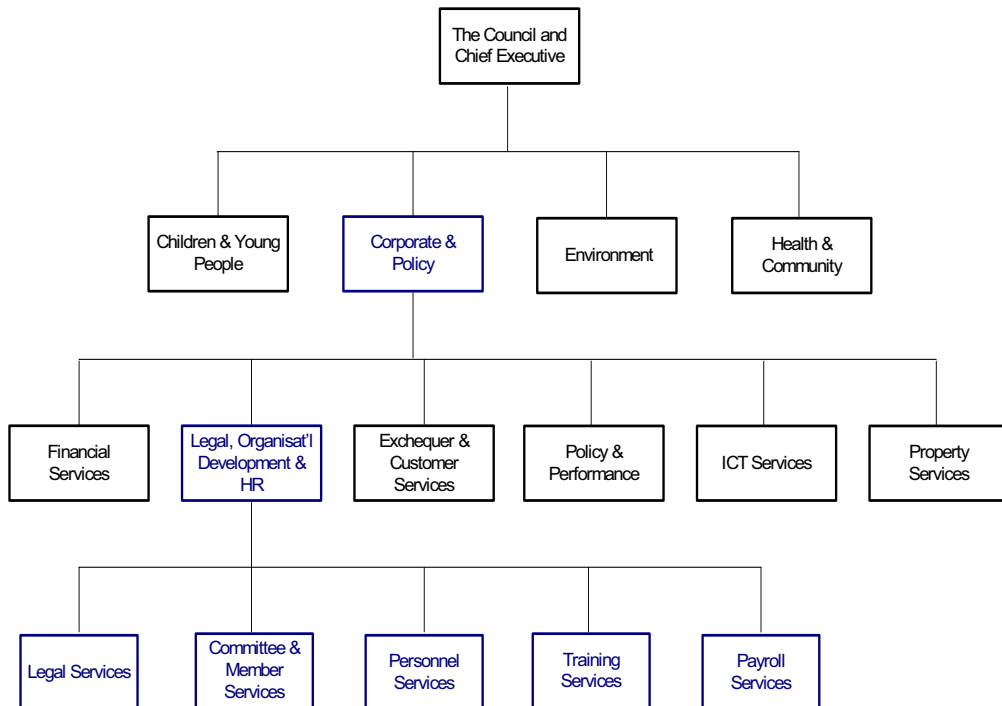 The Council and
Chief Executive
Children & Young
People
Corporate &
Policy
Environment
Health &
Community
Financial
Services
Legal, Organisat'l
Development &
HR
Exchequer &
Customer
Services
Policy &
Performance
ICT Services
Property
Services
Legal Services
Committee &
Member
Services
Personnel
Services
Training
Services
Payroll
Services